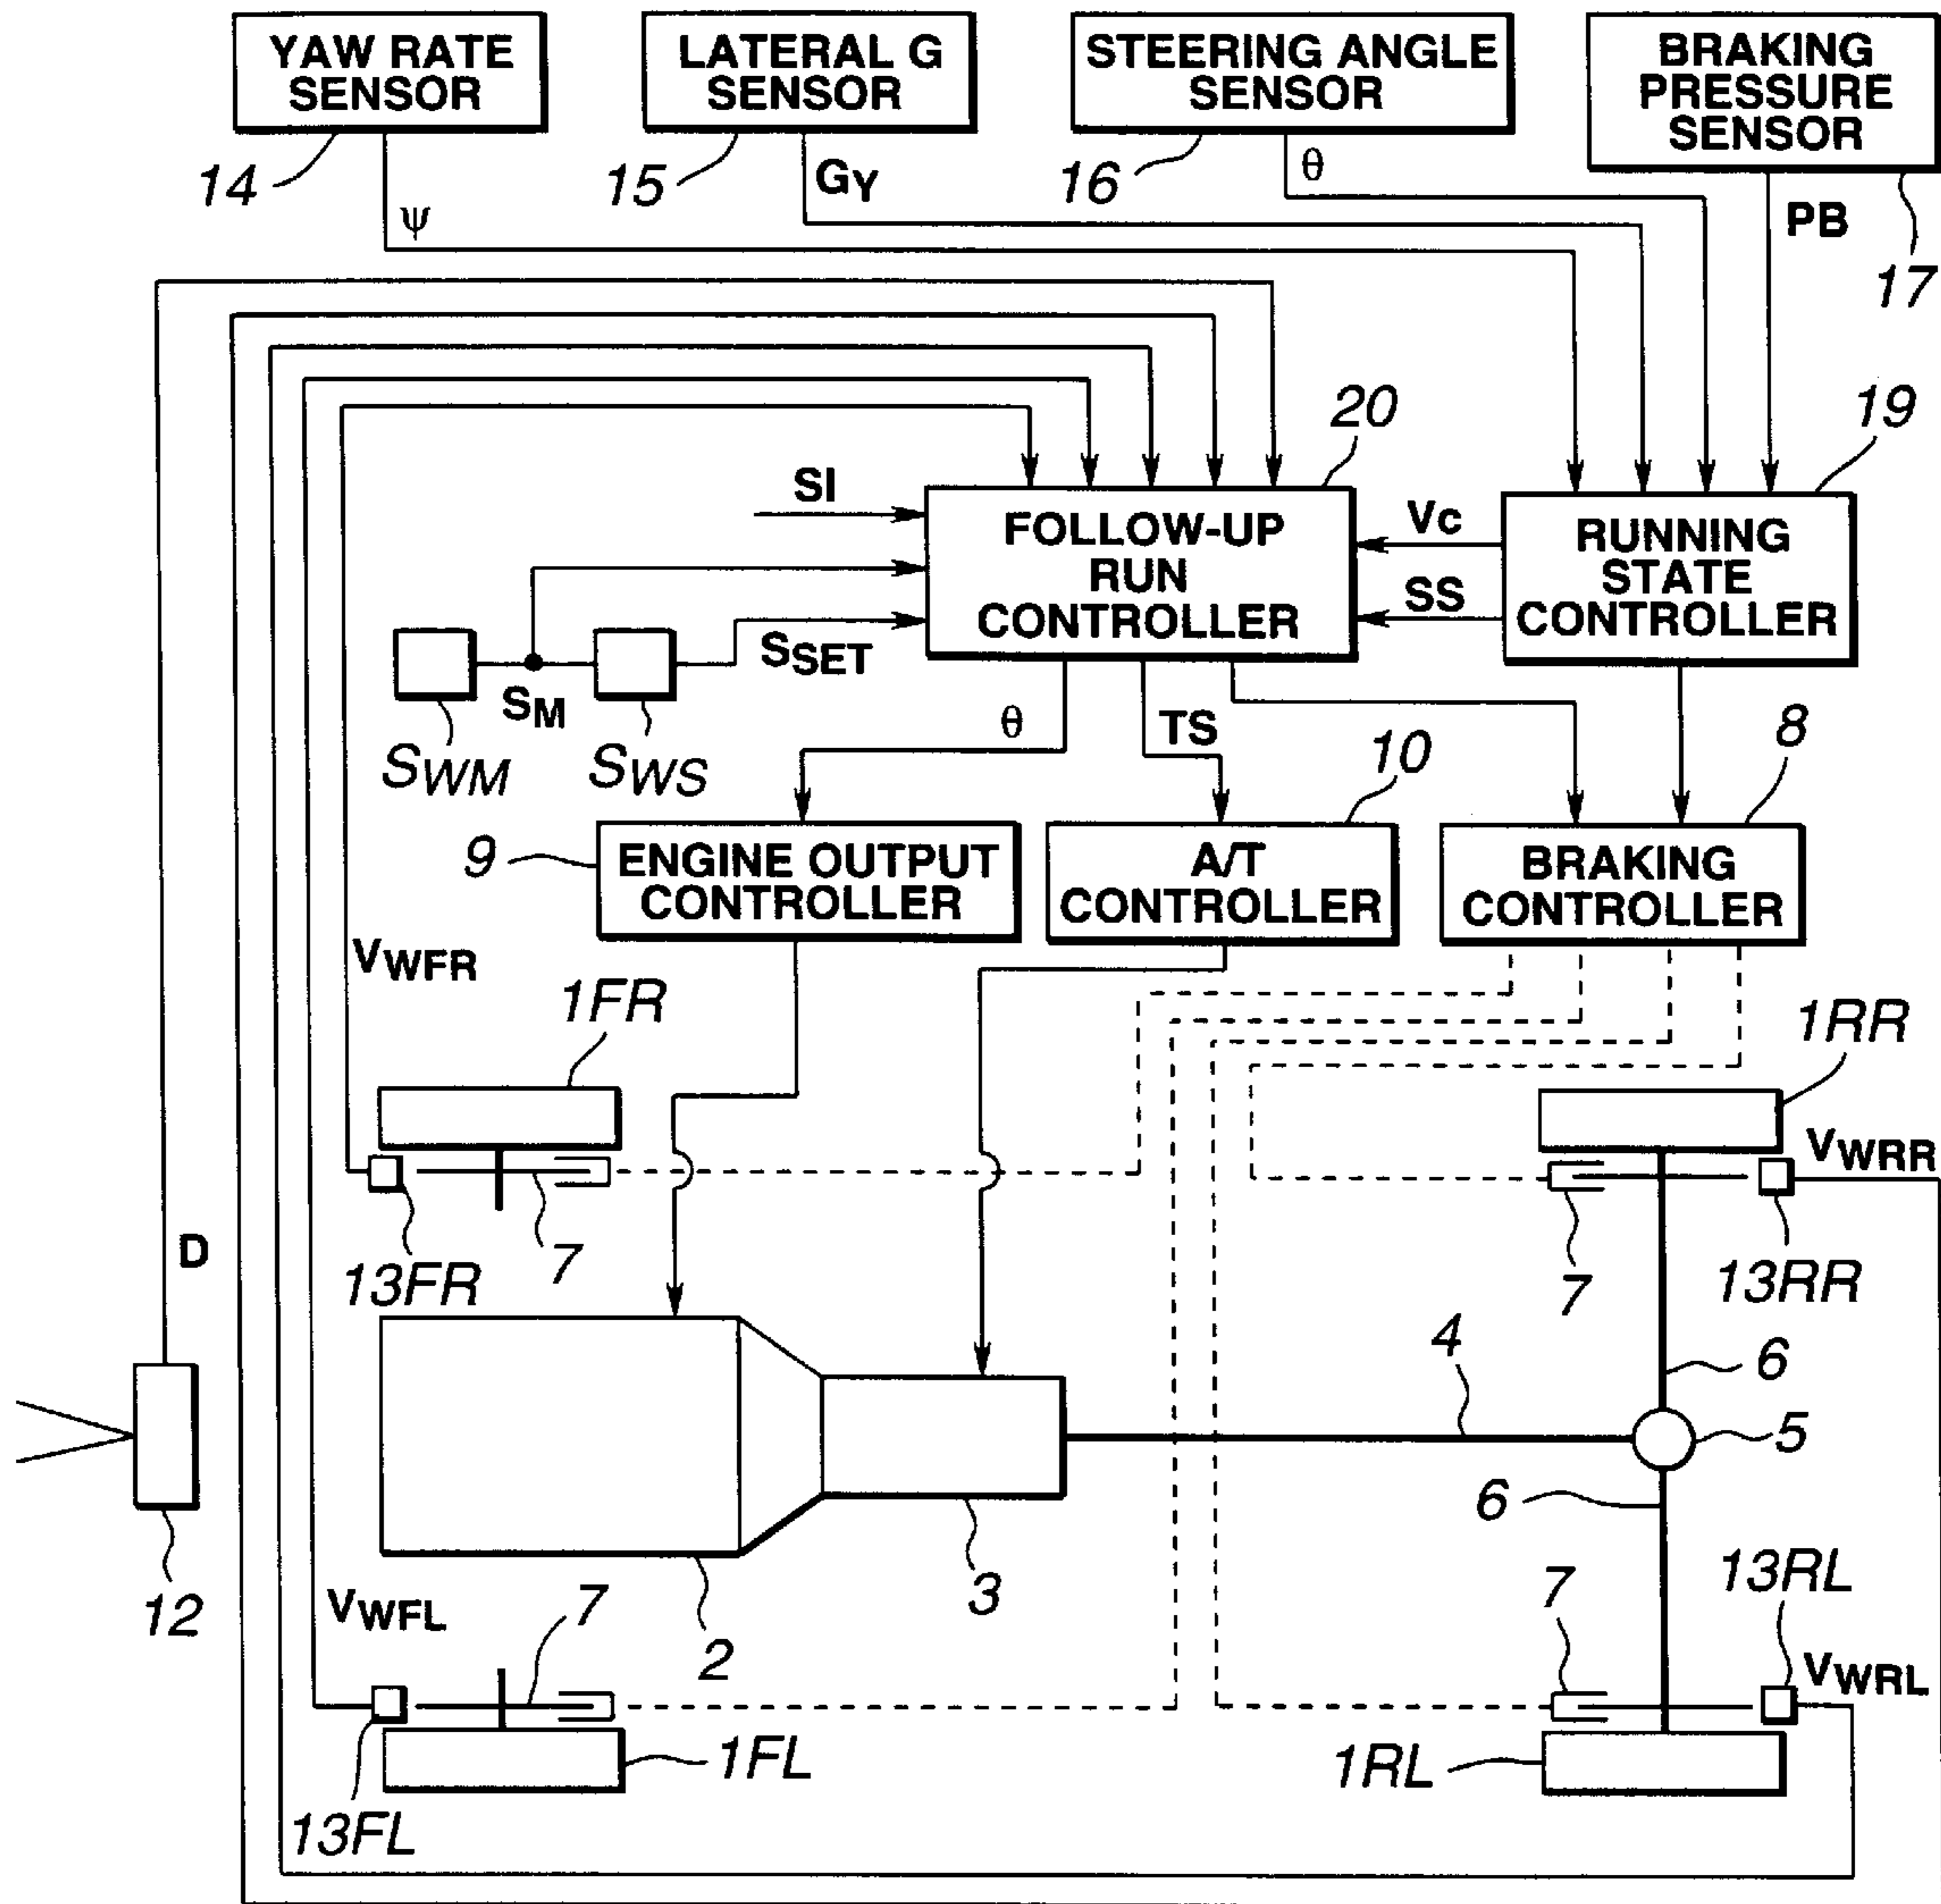 YAW RATE
SENSOR
LATERAL G
SENSOR
STEERING ANGLE
SENSOR
BRAKING
PRESSURE
SENSOR
14
ψ
15
GY
16
θ
PB
17
20
19
SI
FOLLOW-UP
RUN
CONTROLLER
Vc
SS
RUNNING
STATE
CONTROLLER
SM
SSET
SWM
SWS
θ
TS
10
8
9
ENGINE OUTPUT
CONTROLLER
A/T
CONTROLLER
BRAKING
CONTROLLER
VWFR
1FR
1RR
VWRR
D
13FR
7
7
13RR
4
6
5
6
12
VWFL
7
2
3
7
13RL
VWRL
1FL
1RL
13FL